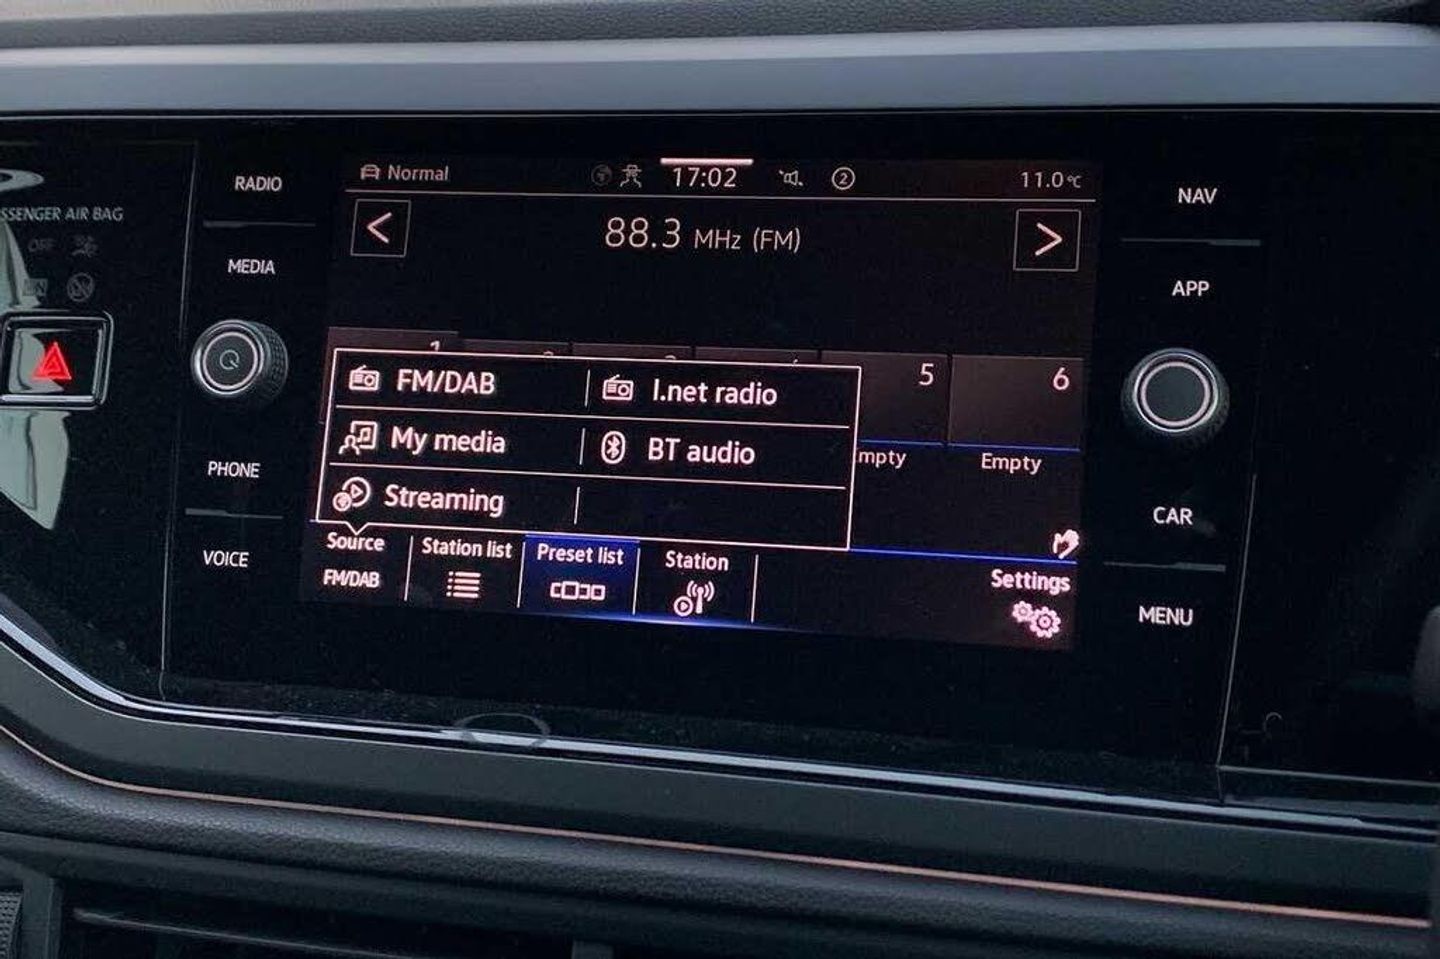 RADIO
MEDIA
PHONE
VOICE
SSENGER AIR BAG
OFF
Normal
17:02
2
11.0°C
88.3 MHz (FM)
5
6
FM/DAB
I.net radio
My media
BT audio
Streaming
mpty
Empty
Source
FM/DAB
Station list
Preset list
Station
Settings
NAV
APP
CAR
MENU